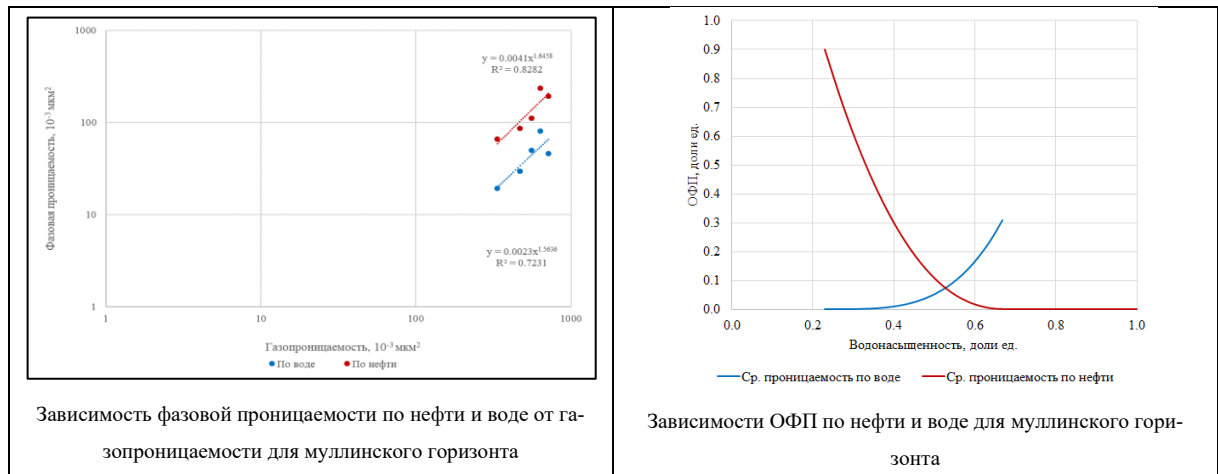 1000
100
10
1
1
10
100
1000
Фазовая проницаемость, 10⁻³ мкм²
y = 0.0041x^1.6438
R² = 0.8282
y = 0.0023x^1.5636
R² = 0.7231
Газопроницаемость, 10⁻³ мкм²
По воде По нефти
Зависимость фазовой проницаемости по нефти и воде от га-
зопроницаемости для муллинского горизонта
1.0
0.9
0.8
0.7
0.6
0.5
0.4
0.3
0.2
0.1
0.0
ОФП, доли ед.
0.0 0.2 0.4 0.6 0.8 1.0
Водонасыщенность, доли ед.
Ср. проницаемость по воде Ср. проницаемость по нефти
Зависимости ОФП по нефти и воде для муллинского гори-
зонта